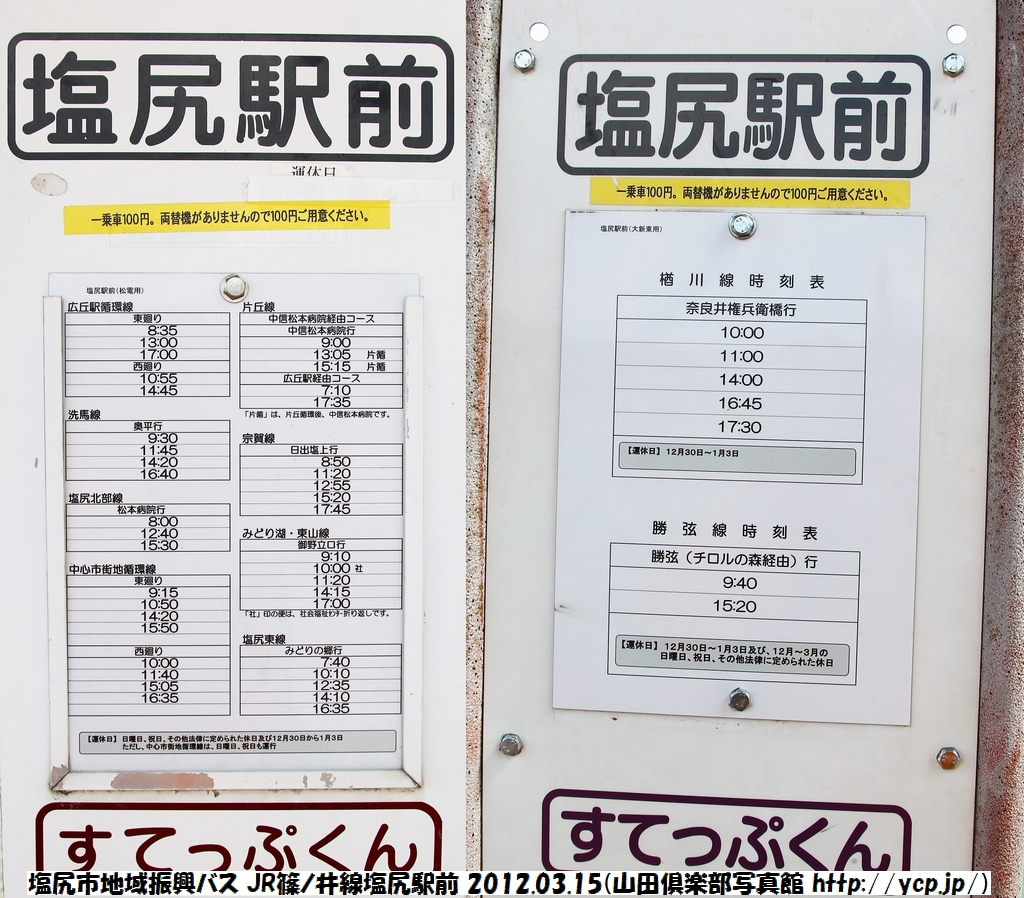 塩尻駅前
運休日
一乗車100円。両替機がありませんので100円ご用意ください。
塩尻駅前(松電用)
広丘駅循環線
東廻り
8:35
13:00
17:00
西廻り
10:55
14:45
洗馬線
奥平行
9:30
11:45
14:20
16:40
塩尻北部線
松本病院行
8:00
12:40
15:30
中心市街地循環線
東廻り
9:15
10:50
14:20
15:50
西廻り
10:00
11:40
15:05
16:35
片丘線
中信松本病院経由コース
中信松本病院行
9:00
13:05 片循
15:15 片循
広丘駅経由コース
7:10
17:35
「片循」は、片丘循環後、中信松本病院です。
宗賀線
日出塩上行
8:50
11:20
12:55
15:20
17:45
みどり湖・東山線
御野立口行
9:10
10:00 社
11:20
14:15
17:00
「社」印の便は、社会福祉センター折り返しです。
塩尻東線
みどりの郷行
7:40
10:10
12:35
14:10
16:35
【運休日】 日曜日、祝日、その他法律に定められた休日及び12月30日から1月3日
ただし、中心市街地循環線は、日曜日、祝日も運行
すてっぷくん
塩尻駅前
一乗車100円。両替機がありませんので100円ご用意ください。
塩尻駅前(大新東用)
楢川線時刻表
奈良井権兵衛橋行
10:00
11:00
14:00
16:45
17:30
【運休日】 12月30日～1月3日
勝弦線時刻表
勝弦(チロルの森経由)行
9:40
15:20
【運休日】 12月30日～1月3日及び、12月～3月の
日曜日、祝日、その他法律に定められた休日
すてっぷくん
塩尻市地域振興バス JR篠ノ井線塩尻駅前 2012.03.15(山田倶楽部写真館 http://ycp.jp/)